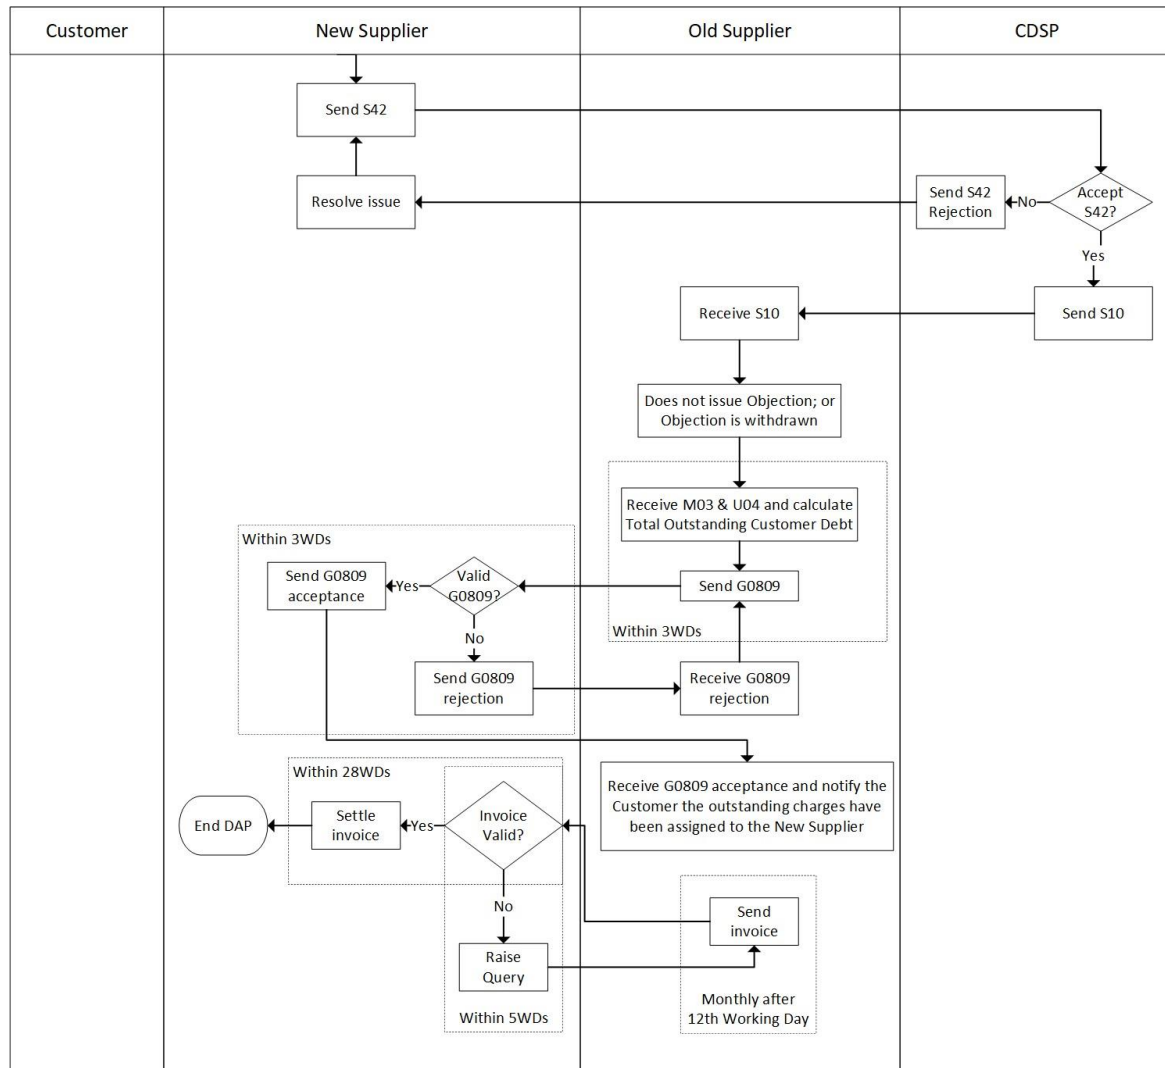 Customer
New Supplier
Old Supplier
CDSP
Send S42
Resolve issue
Send S42
Rejection
No
Accept
S42?
Yes
Receive S10
Send S10
Does not issue Objection; or
Objection is withdrawn
Receive M03 & U04 and calculate
Total Outstanding Customer Debt
Within 3WDs
Send G0809
acceptance
Yes
Valid
G0809?
Send G0809
Within 3WDs
No
Send G0809
rejection
Receive G0809
rejection
Within 28WDs
Receive G0809 acceptance and notify the
Customer the outstanding charges have
been assigned to the New Supplier
End DAP
Settle
invoice
Yes
Invoice
Valid?
No
Send
invoice
Raise
Query
Within 5WDs
Monthly after
12th Working Day